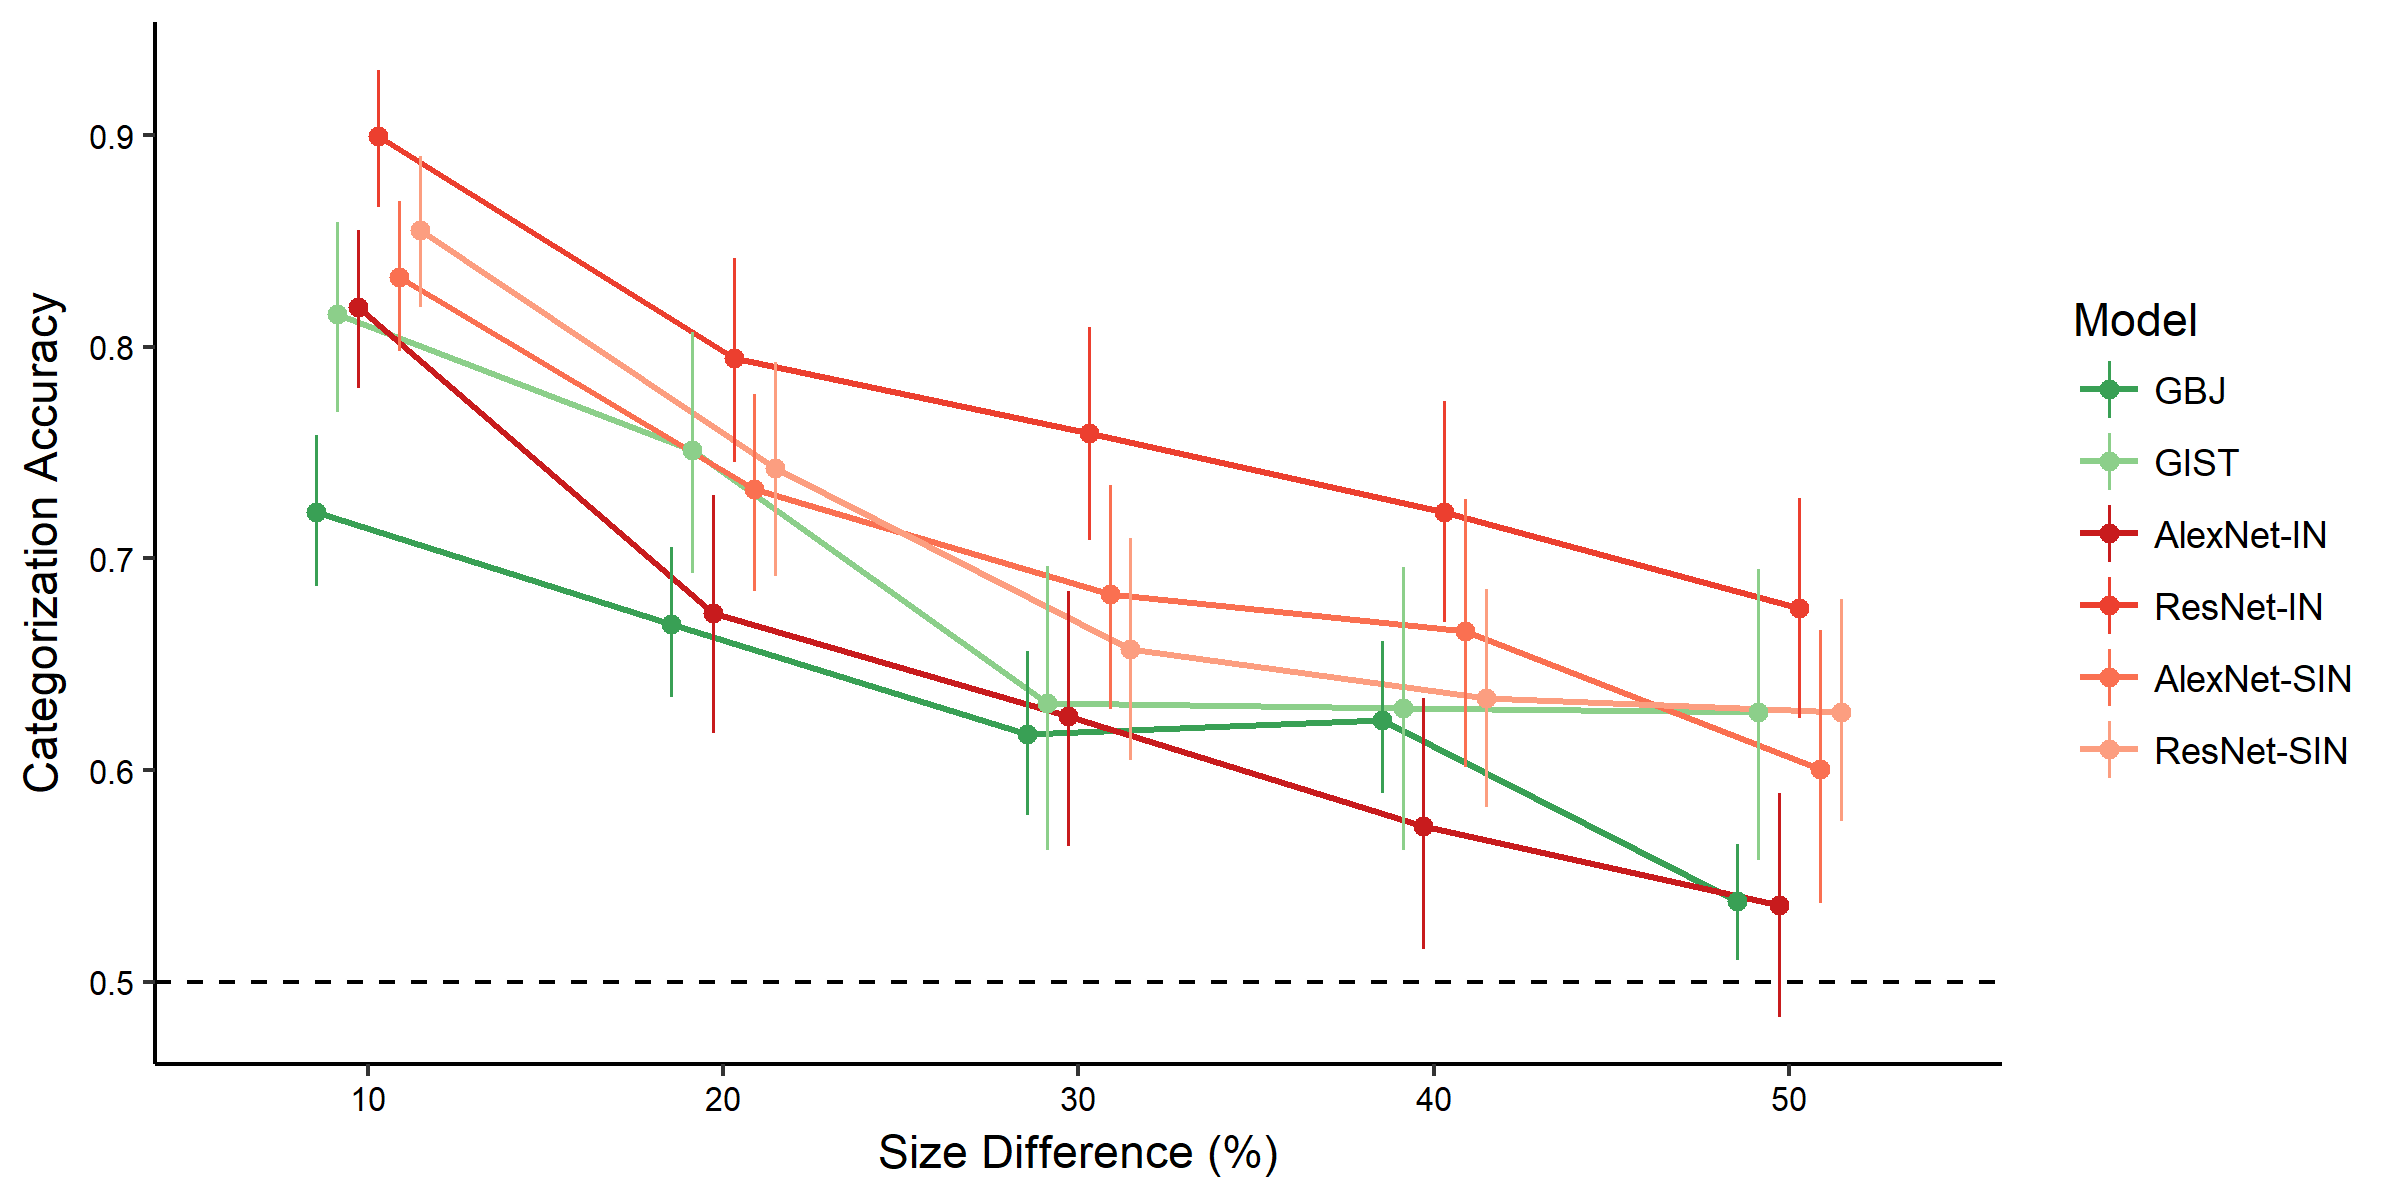 Categorization Accuracy
0.9
0.8
0.7
0.6
0.5
10 20 30 40 50
Size Difference (%)
Model
GBJ
GIST
AlexNet-IN
ResNet-IN
AlexNet-SIN
ResNet-SIN